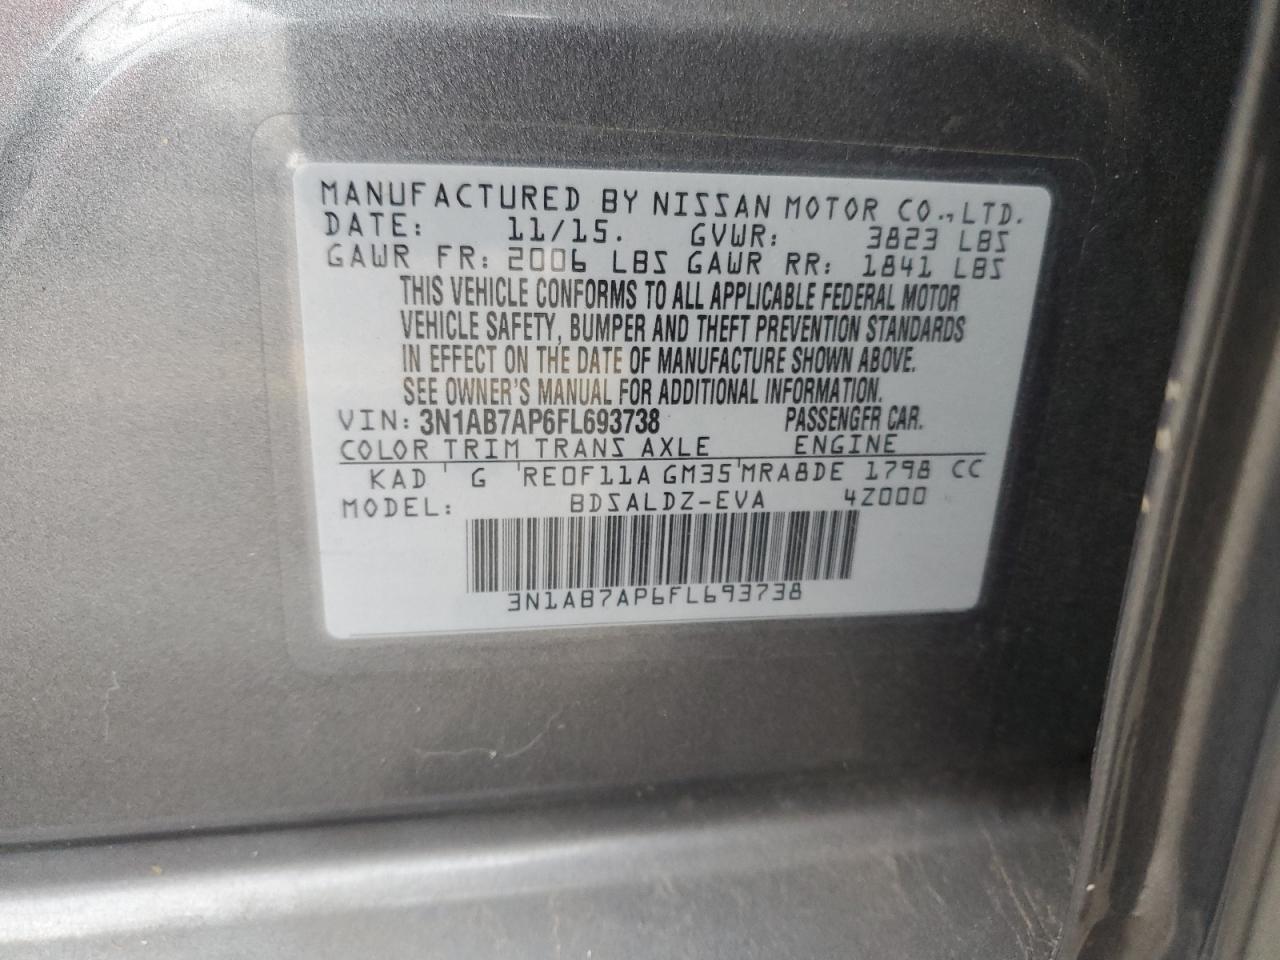 MANUFACTURED BY NISSAN MOTOR CO., LTD.
DATE: 11/15. GVWR: 3823 LBS
GAWR FR: 2006 LBS GAWR RR: 1841 LBS
THIS VEHICLE CONFORMS TO ALL APPLICABLE FEDERAL MOTOR
VEHICLE SAFETY, BUMPER AND THEFT PREVENTION STANDARDS
IN EFFECT ON THE DATE OF MANUFACTURE SHOWN ABOVE.
SEE OWNER'S MANUAL FOR ADDITIONAL INFORMATION.
VIN: 3N1AB7AP6FL693738 PASSENGER CAR.
COLOR TRIM TRANS AXLE ENGINE
KAD ' G 'RE0F11A GM35'MRA8DE 1798 CC
MODEL: BDSALDZ-EVA 4Z000
3N1AB7AP6FL693738